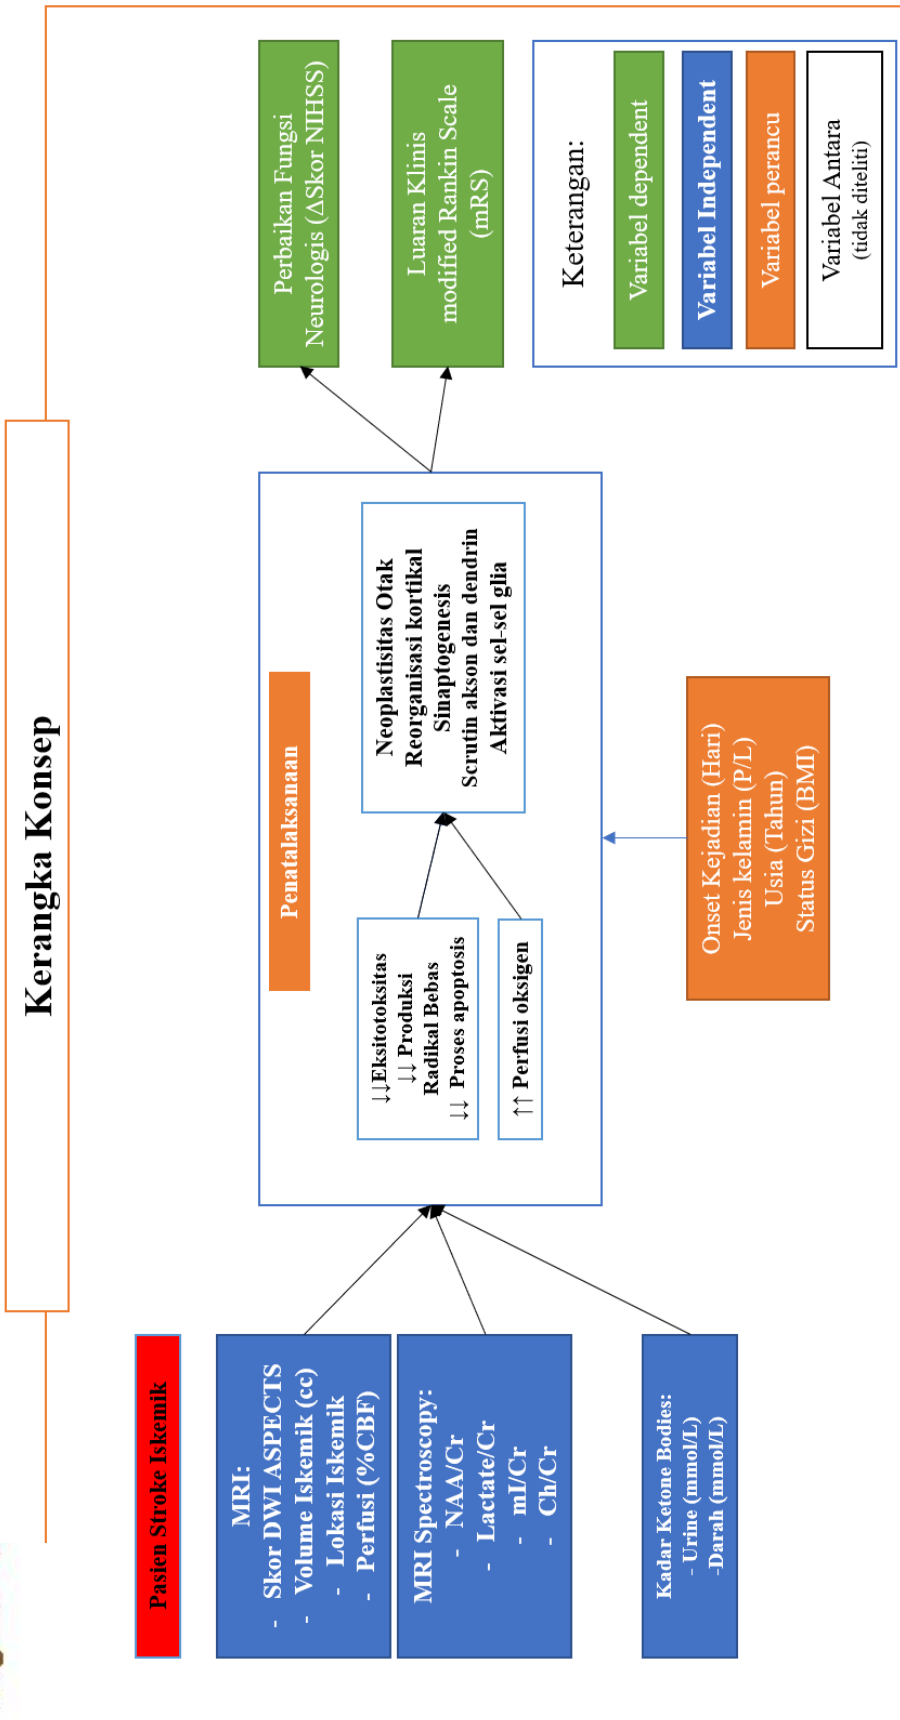 Kerangka Konsep
Pasien Stroke Iskemik
MRI:
- Skor DWI ASPECTS
- Volume Iskemik (cc)
- Lokasi Iskemik
- Perfusi (%CBF)
MRI Spectroscopy:
- NAA/Cr
- Lactate/Cr
- mI/Cr
- Ch/Cr
Kadar Ketone Bodies:
- Urine (mmol/L)
-Darah (mmol/L)
Penatalaksanaan
↓↓Eksitotoksitas
↓↓ Produksi
Radikal Bebas
↓↓ Proses apoptosis
↑↑ Perfusi oksigen
Neoplastisitas Otak
Reorganisasi kortikal
Sinaptogenesis
Scrutin akson dan dendrin
Aktivasi sel-sel glia
Onset Kejadian (Hari)
Jenis kelamin (P/L)
Usia (Tahun)
Status Gizi (BMI)
Perbaikan Fungsi
Neurologis (ΔSkor NIHSS)
Luaran Klinis
modified Rankin Scale
(mRS)
Keterangan:
Variabel dependent
Variabel Independent
Variabel perancu
Variabel Antara
(tidak diteliti)